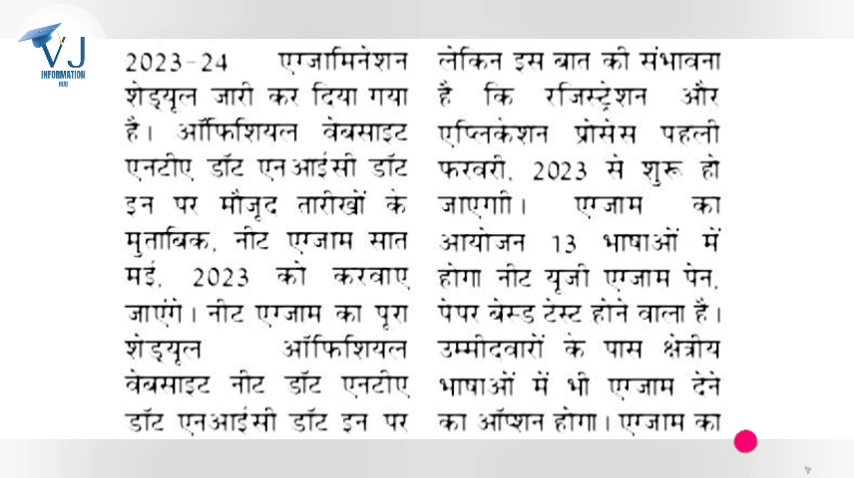 VJ
INFORMATION
HUB
2023-24 एग्जामिनेशन
शेड्यूल जारी कर दिया गया
है। ऑफिशियल वेबसाइट
एनटीए डॉट एनआईसी डॉट
इन पर मौजूद तारीखों के
मुताबिक, नीट एग्जाम सात
मई, 2023 को करवाए
जाएंगे। नीट एग्जाम का पूरा
शेड्यूल ऑफिशियल
वेबसाइट नीट डॉट एनटीए
डॉट एनआईसी डॉट इन पर
लेकिन इस बात की संभावना
है कि रजिस्ट्रेशन और
एप्लिकेशन प्रोसेस पहली
फरवरी, 2023 से शुरू हो
जाएगी। एग्जाम का
आयोजन 13 भाषाओं में
होगा नीट यूजी एग्जाम पेन,
पेपर बेस्ड टेस्ट होने वाला है।
उम्मीदवारों के पास क्षेत्रीय
भाषाओं में भी एग्जाम देने
का ऑप्शन होगा। एग्जाम का